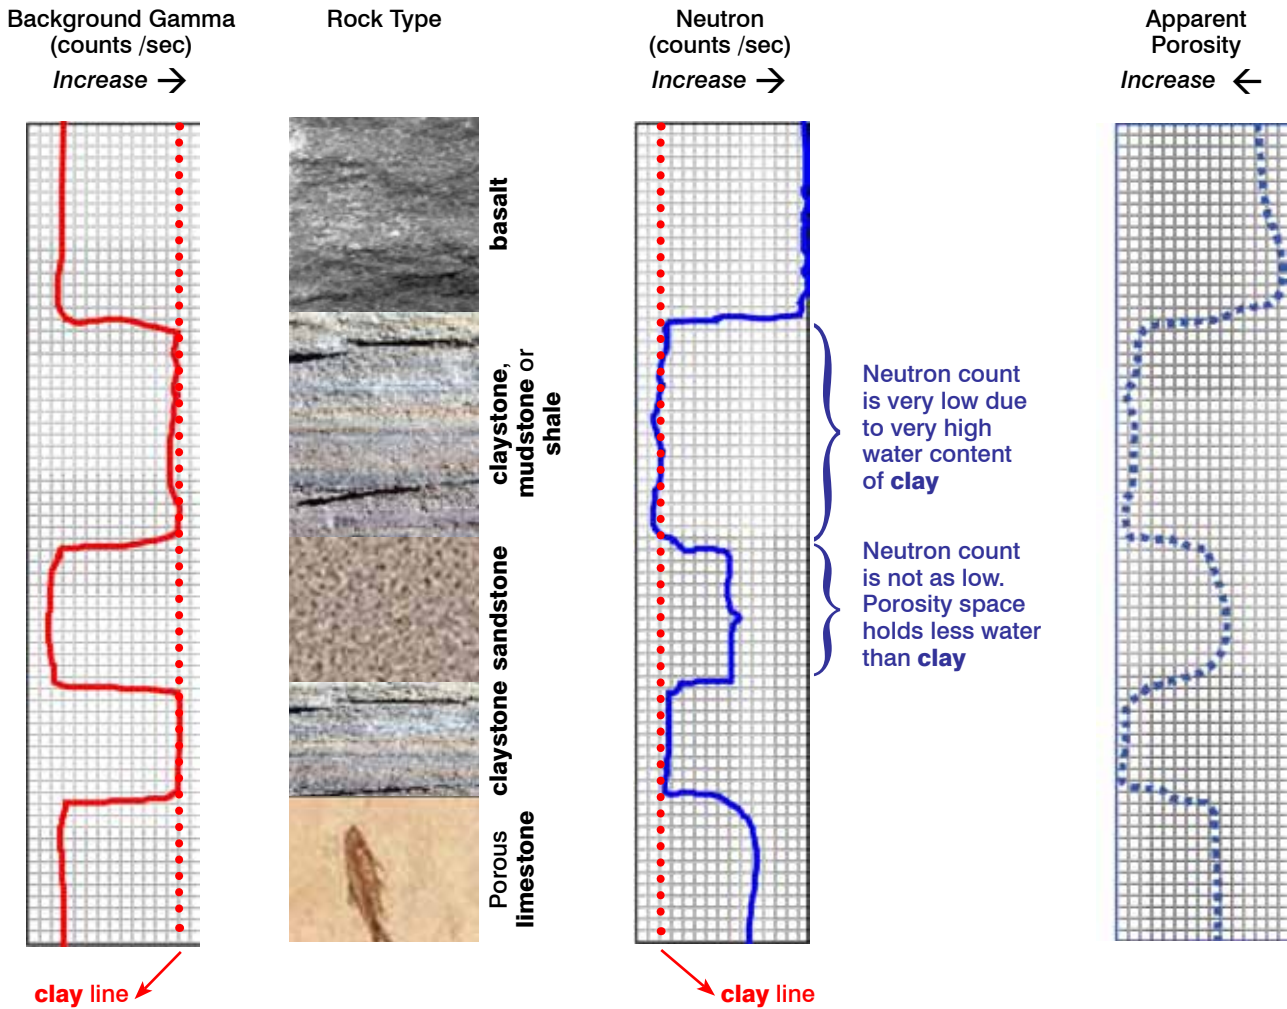 Background Gamma
(counts /sec)
Increase →
Rock Type
Neutron
(counts /sec)
Increase →
Apparent
Porosity
Increase ←
basalt
claystone,
mudstone or
shale
sandstone
claystone
Porous
limestone
Neutron count
is very low due
to very high
water content
of clay
Neutron count
is not as low.
Porosity space
holds less water
than clay
clay line
clay line